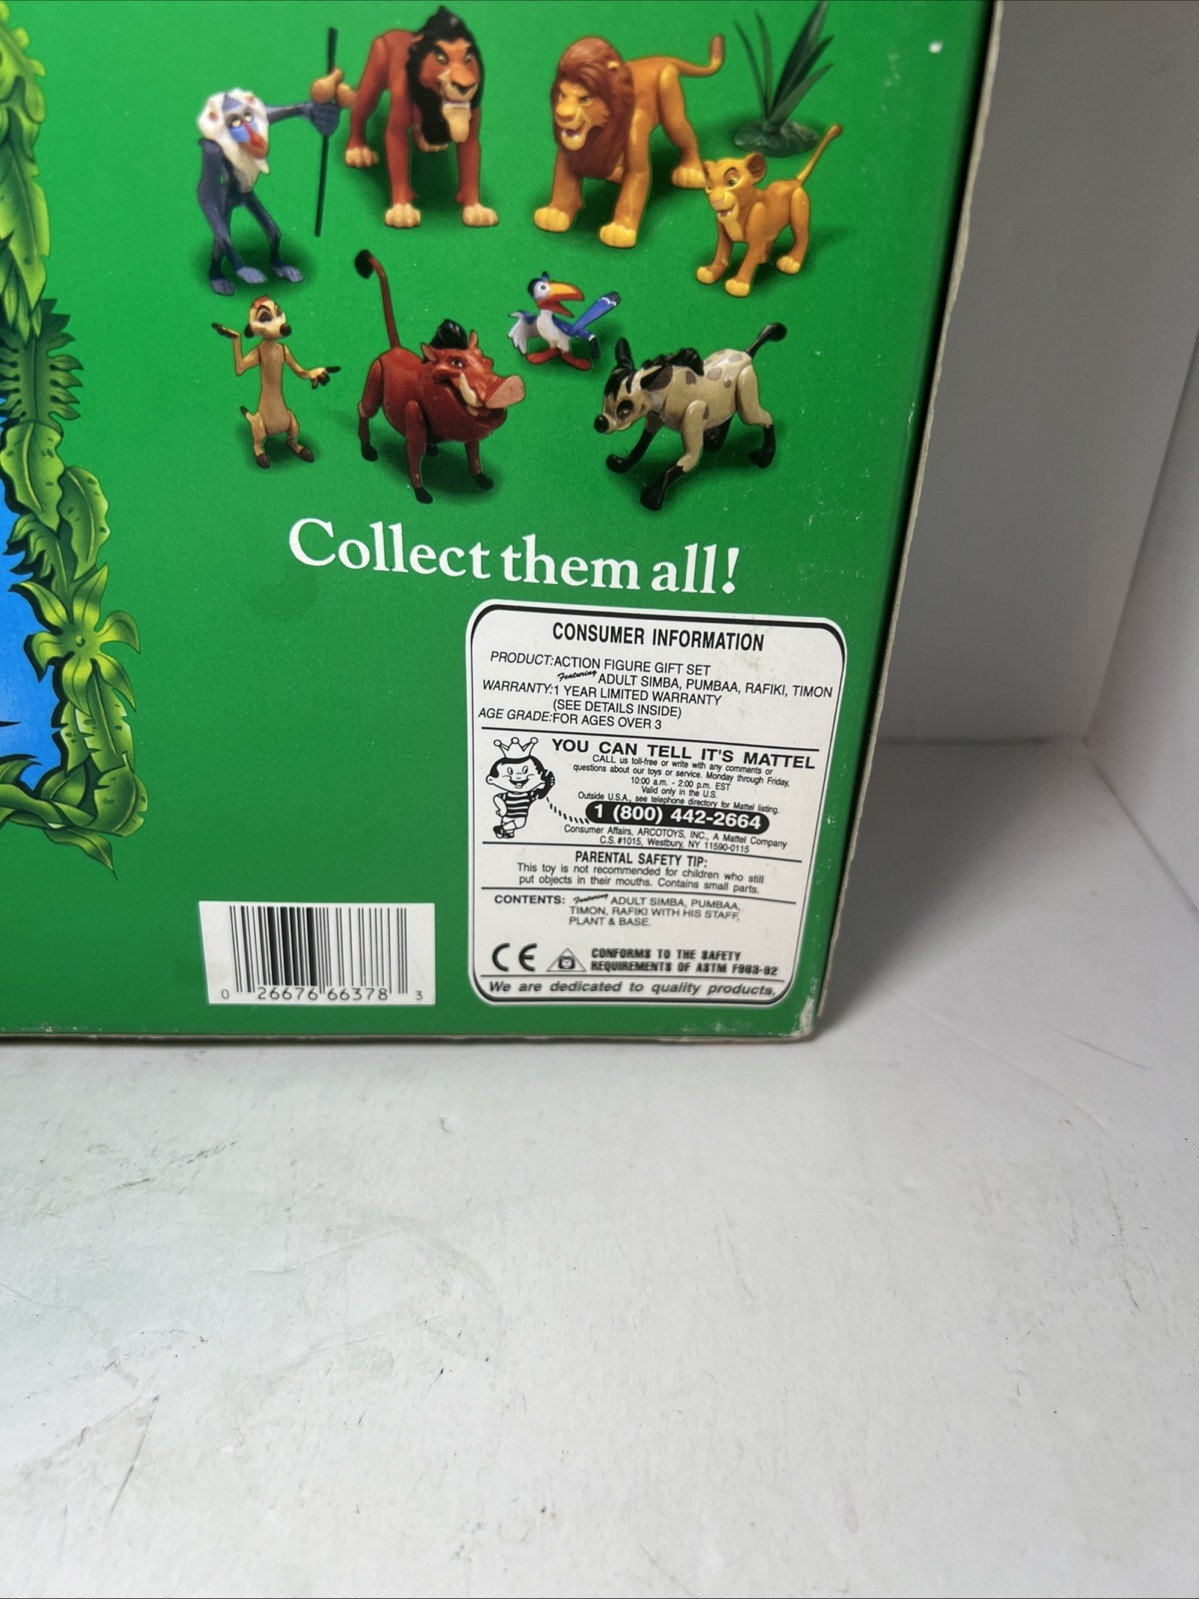 Collect them all!
CONSUMER INFORMATION
PRODUCT:ACTION FIGURE GIFT SET
Featuring ADULT SIMBA, PUMBAA, RAFIKI, TIMON
WARRANTY:1 YEAR LIMITED WARRANTY
(SEE DETAILS INSIDE)
AGE GRADE:FOR AGES OVER 3
YOU CAN TELL IT'S MATTEL
CALL us toll-free or write with any comments or
questions about our toys or service. Monday through Friday,
10:00 a.m. - 2:00 p.m. EST
Valid only in the U.S.
Outside U.S.A., see telephone directory for Mattel listing.
1 (800) 442-2664
Consumer Affairs, ARCOTOYS, INC., A Mattel Company
C.S. #1015, Westbury, NY 11590-0115
PARENTAL SAFETY TIP:
This toy is not recommended for children who still
put objects in their mouths. Contains small parts.
CONTENTS: Featuring ADULT SIMBA, PUMBAA,
TIMON, RAFIKI WITH HIS STAFF,
PLANT & BASE.
CE CONFORMS TO THE SAFETY
REQUIREMENTS OF ASTM F963-92
We are dedicated to quality products.
0 26676 66378 3